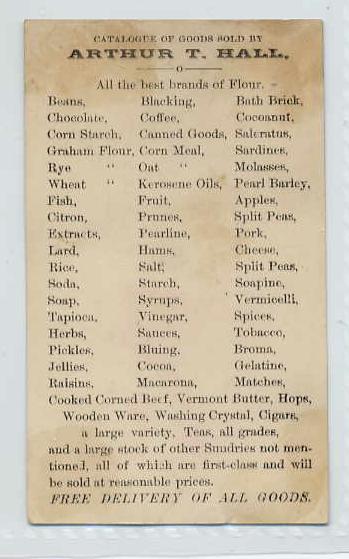 CATALOGUE OF GOODS SOLD BY
ARTHUR T. HALL.
o
All the best brands of Flour. -
Beans, Blacking, Bath Brick,
Chocolate, Coffee, Cocoanut,
Corn Starch, Canned Goods, Saleratus,
Graham Flour, Corn Meal, Sardines,
Rye " Oat " Molasses,
Wheat " Kerosene Oils, Pearl Barley,
Fish, Fruit, Apples,
Citron, Prunes, Split Peas,
Extracts, Pearline, Pork,
Lard, Hams, Cheese,
Rice, Salt, Split Peas,
Soda, Starch, Soapine,
Soap, Syrups, Vermicelli,
Tapioca, Vinegar, Spices,
Herbs, Sauces, Tobacco,
Pickles, Bluing, Broma,
Jellies, Cocoa, Gelatine,
Raisins, Macarona, Matches,
Cooked Corned Beef, Vermont Butter, Hops,
Wooden Ware, Washing Crystal, Cigars,
a large variety, Teas, all grades,
and a large stock of other Sundries not men-
tioned, all of which are first-class and will
be sold at reasonable prices.
FREE DELIVERY OF ALL GOODS.